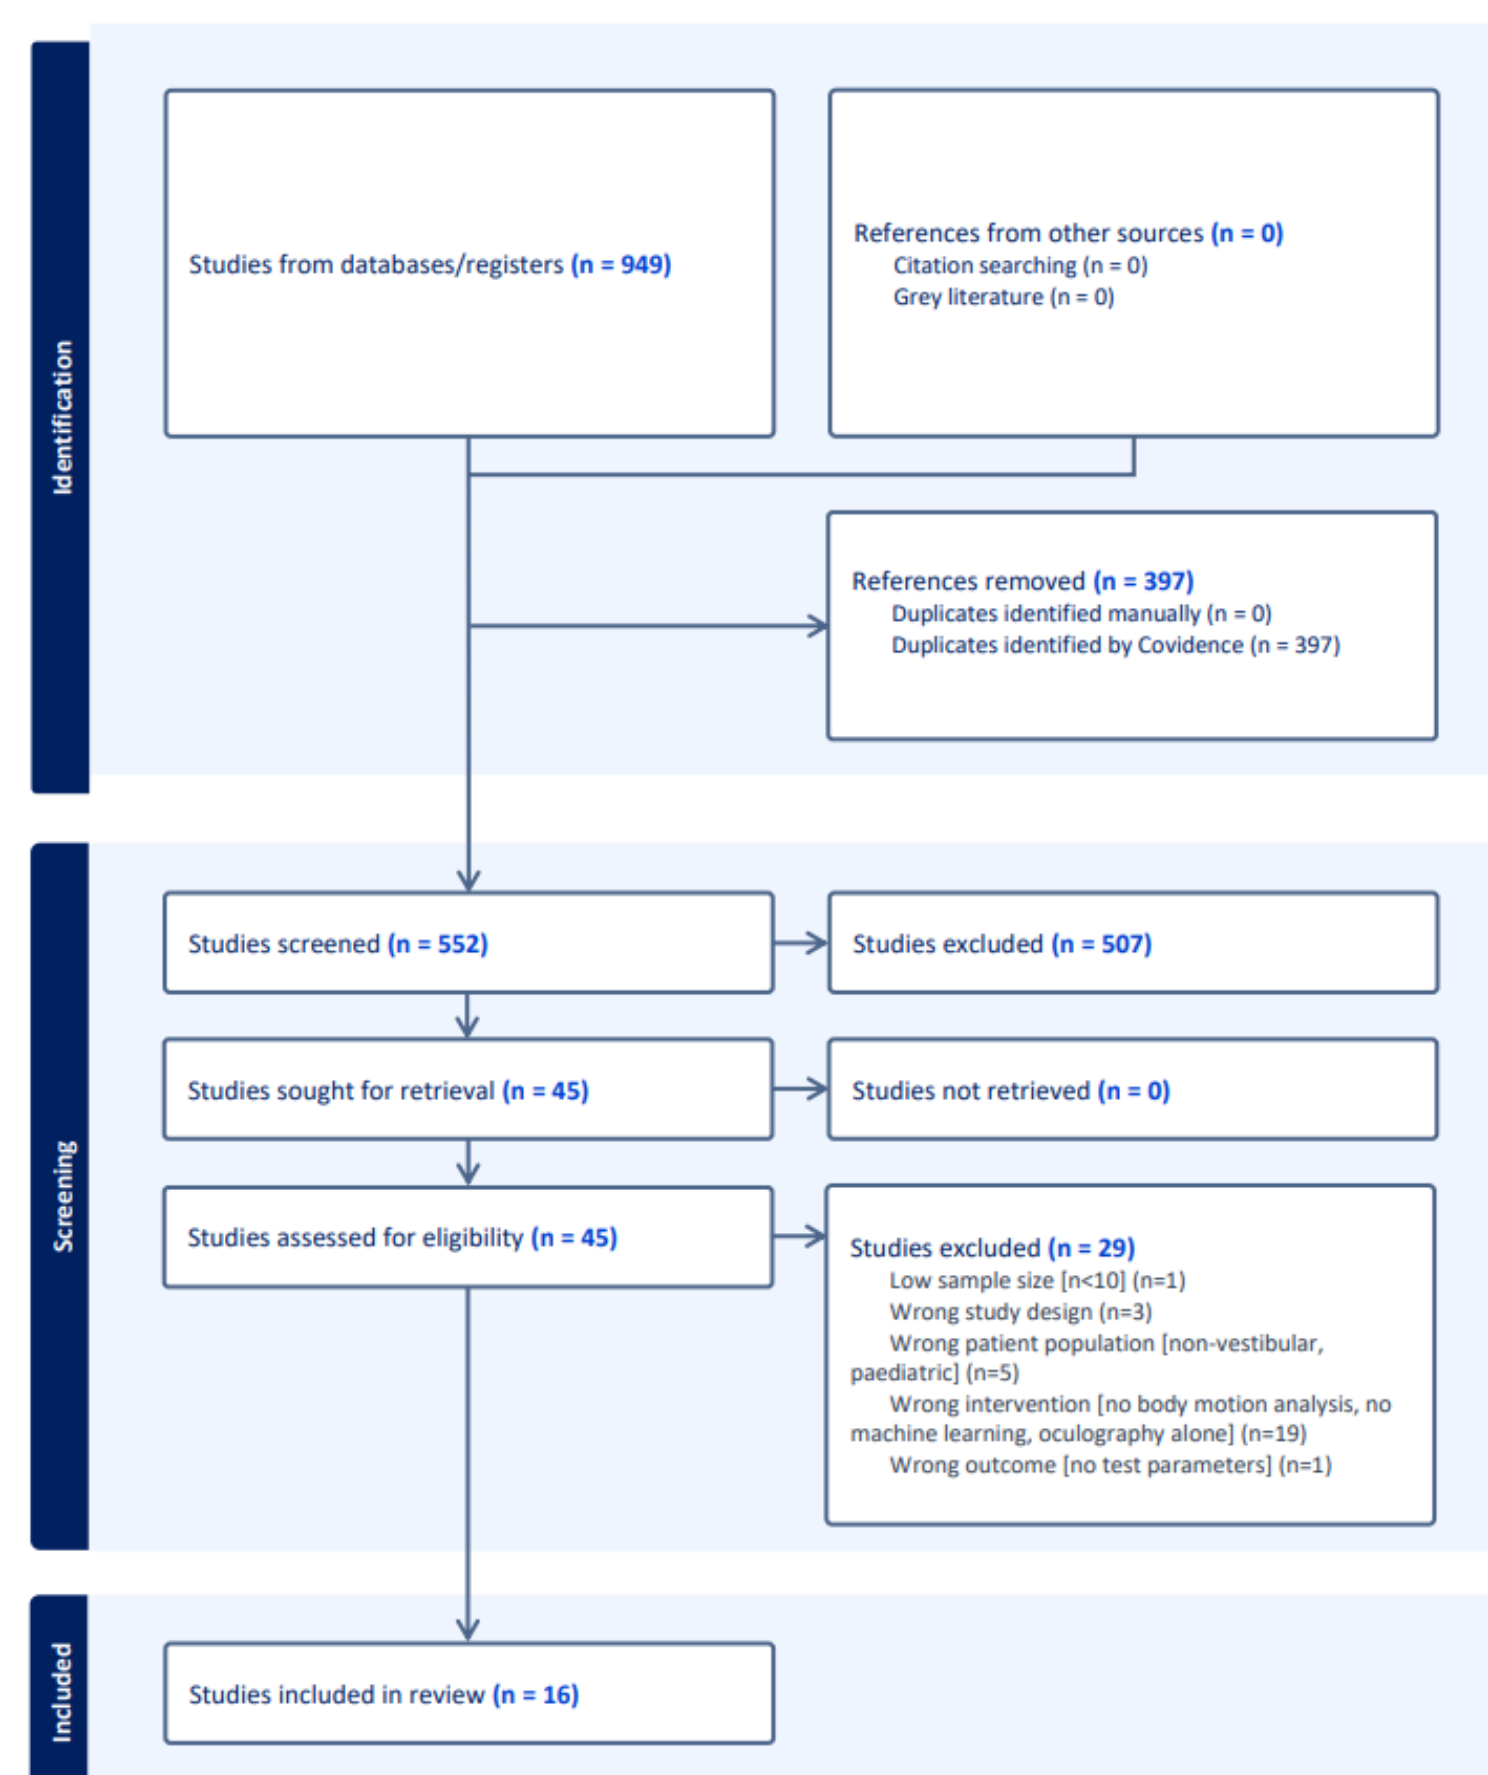 Identification
Studies from databases/registers (n = 949)
References from other sources (n = 0)
Citation searching (n = 0)
Grey literature (n = 0)
References removed (n = 397)
Duplicates identified manually (n = 0)
Duplicates identified by Covidence (n = 397)
Screening
Studies screened (n = 552)
Studies excluded (n = 507)
Studies sought for retrieval (n = 45)
Studies not retrieved (n = 0)
Studies assessed for eligibility (n = 45)
Studies excluded (n = 29)
Low sample size [n<10] (n=1)
Wrong study design (n=3)
Wrong patient population [non-vestibular,
paediatric] (n=5)
Wrong intervention [no body motion analysis, no
machine learning, oculography alone] (n=19)
Wrong outcome [no test parameters] (n=1)
Included
Studies included in review (n = 16)